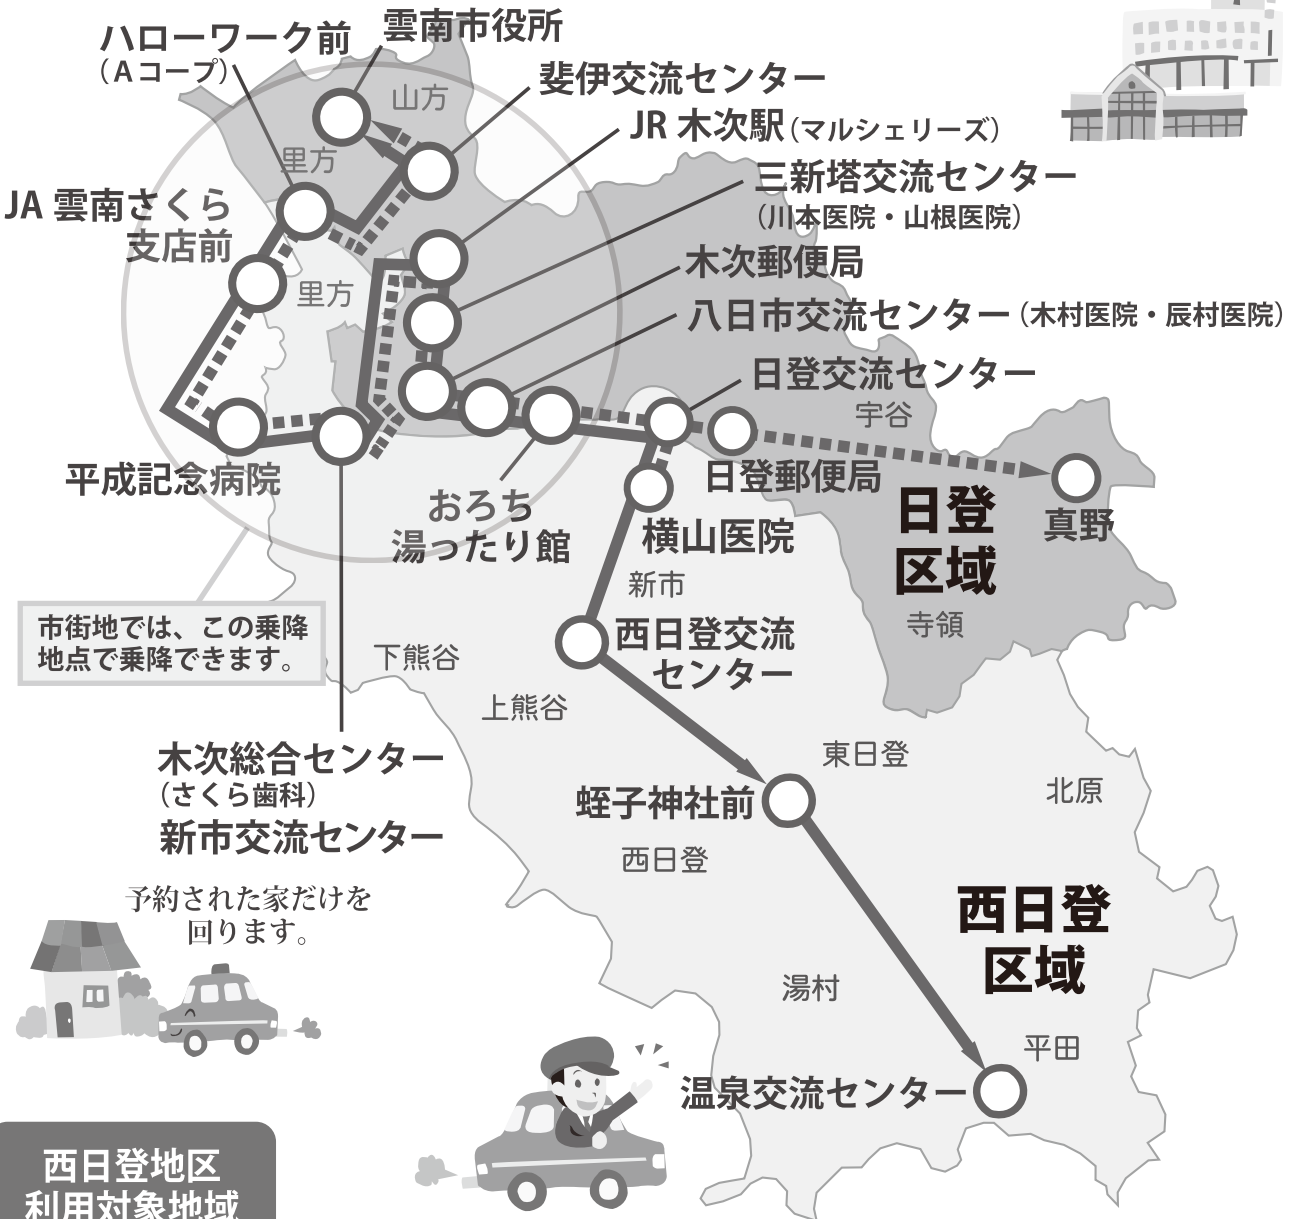 ハローワーク前
（Aコープ）
雲南市役所
斐伊交流センター
山方
JR 木次駅（マルシェリーズ）
里方
三新塔交流センター
（川本医院・山根医院）
JA 雲南さくら
支店前
木次郵便局
里方
八日市交流センター（木村医院・辰村医院）
日登交流センター
宇谷
平成記念病院
日登郵便局
おろち
湯ったり館
日登
区域
真野
横山医院
新市
寺領
市街地では、この乗降
地点で乗降できます。
西日登交流
センター
下熊谷
上熊谷
木次総合センター
（さくら歯科）
新市交流センター
東日登
北原
蛭子神社前
西日登
予約された家だけを
回ります。
西日登
区域
湯村
平田
温泉交流センター
西日登地区
利用対象地域